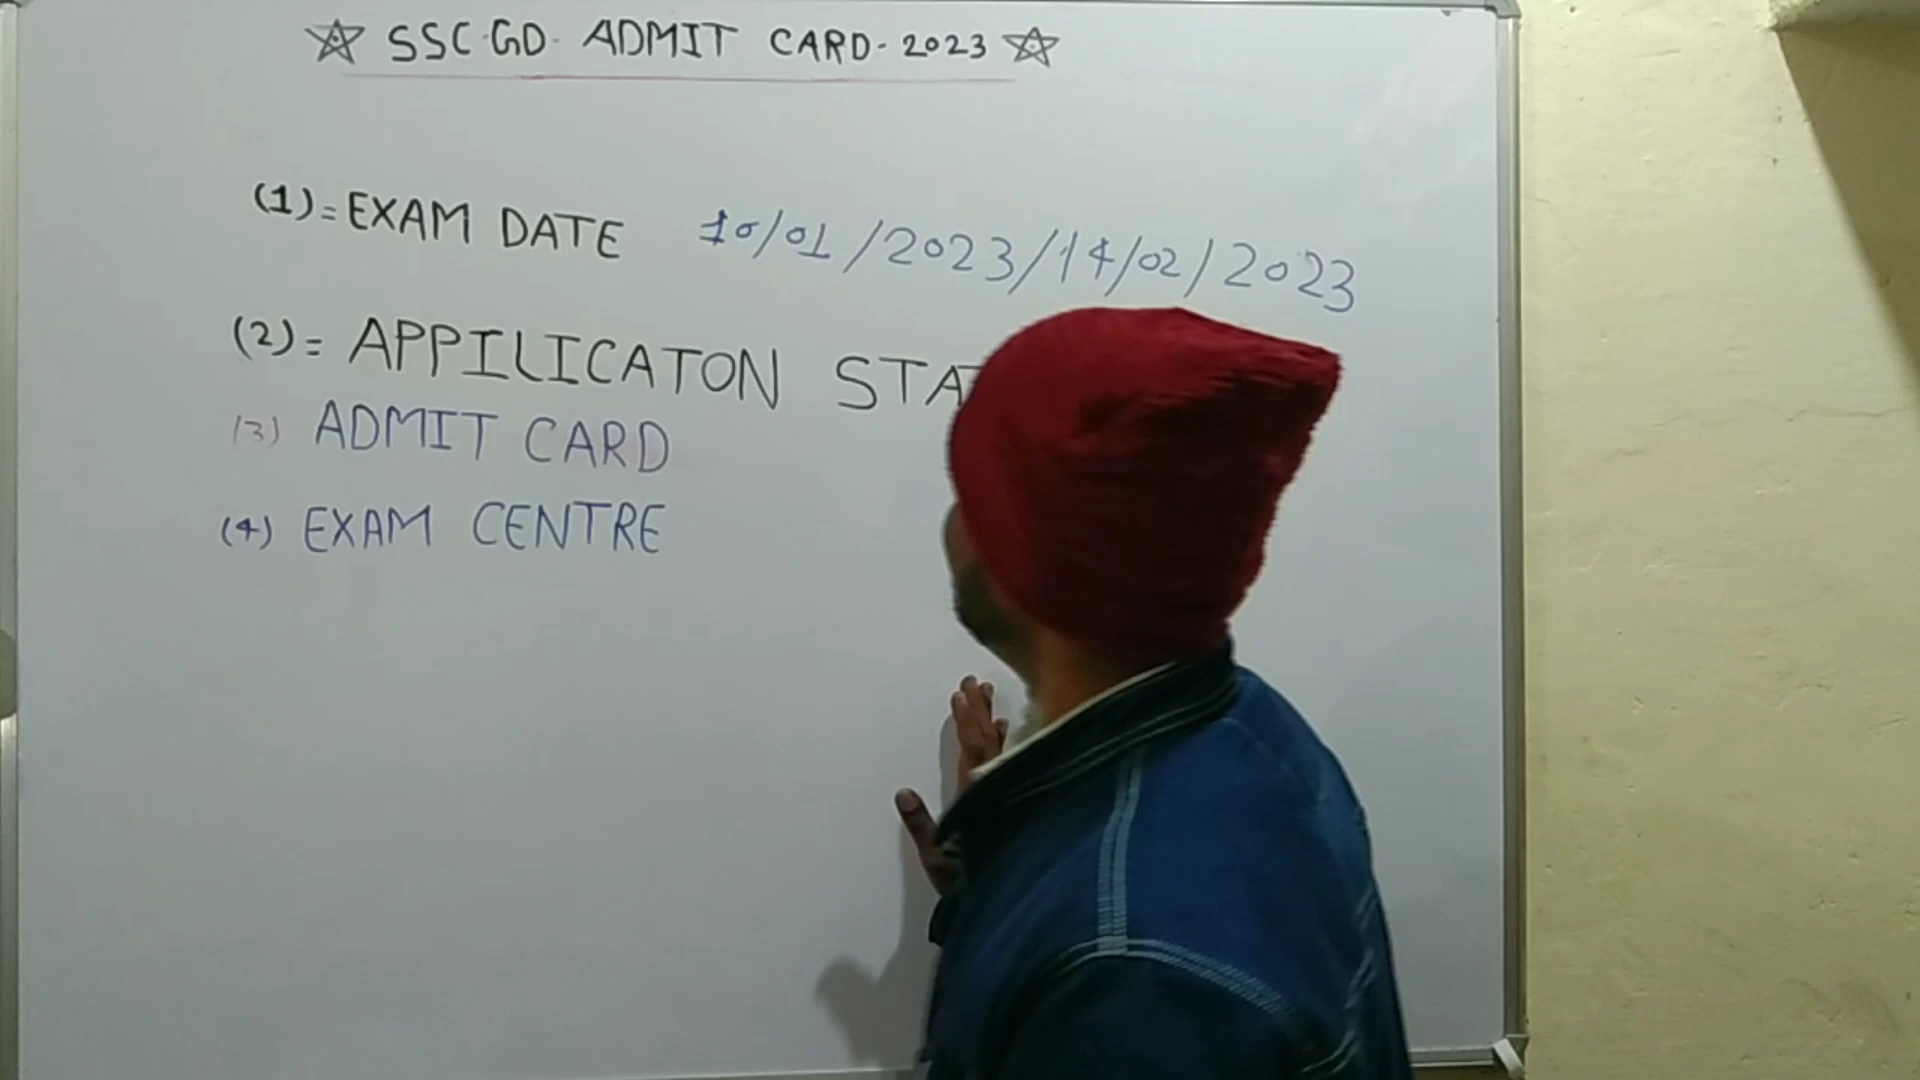 ☆ SSC GD ADMIT CARD-2023 ☆
(1)= EXAM DATE 10/01/2023/14/02/2023
(2)= APPILICATON
(3) ADMIT CARD
(4) EXAM CENTRE